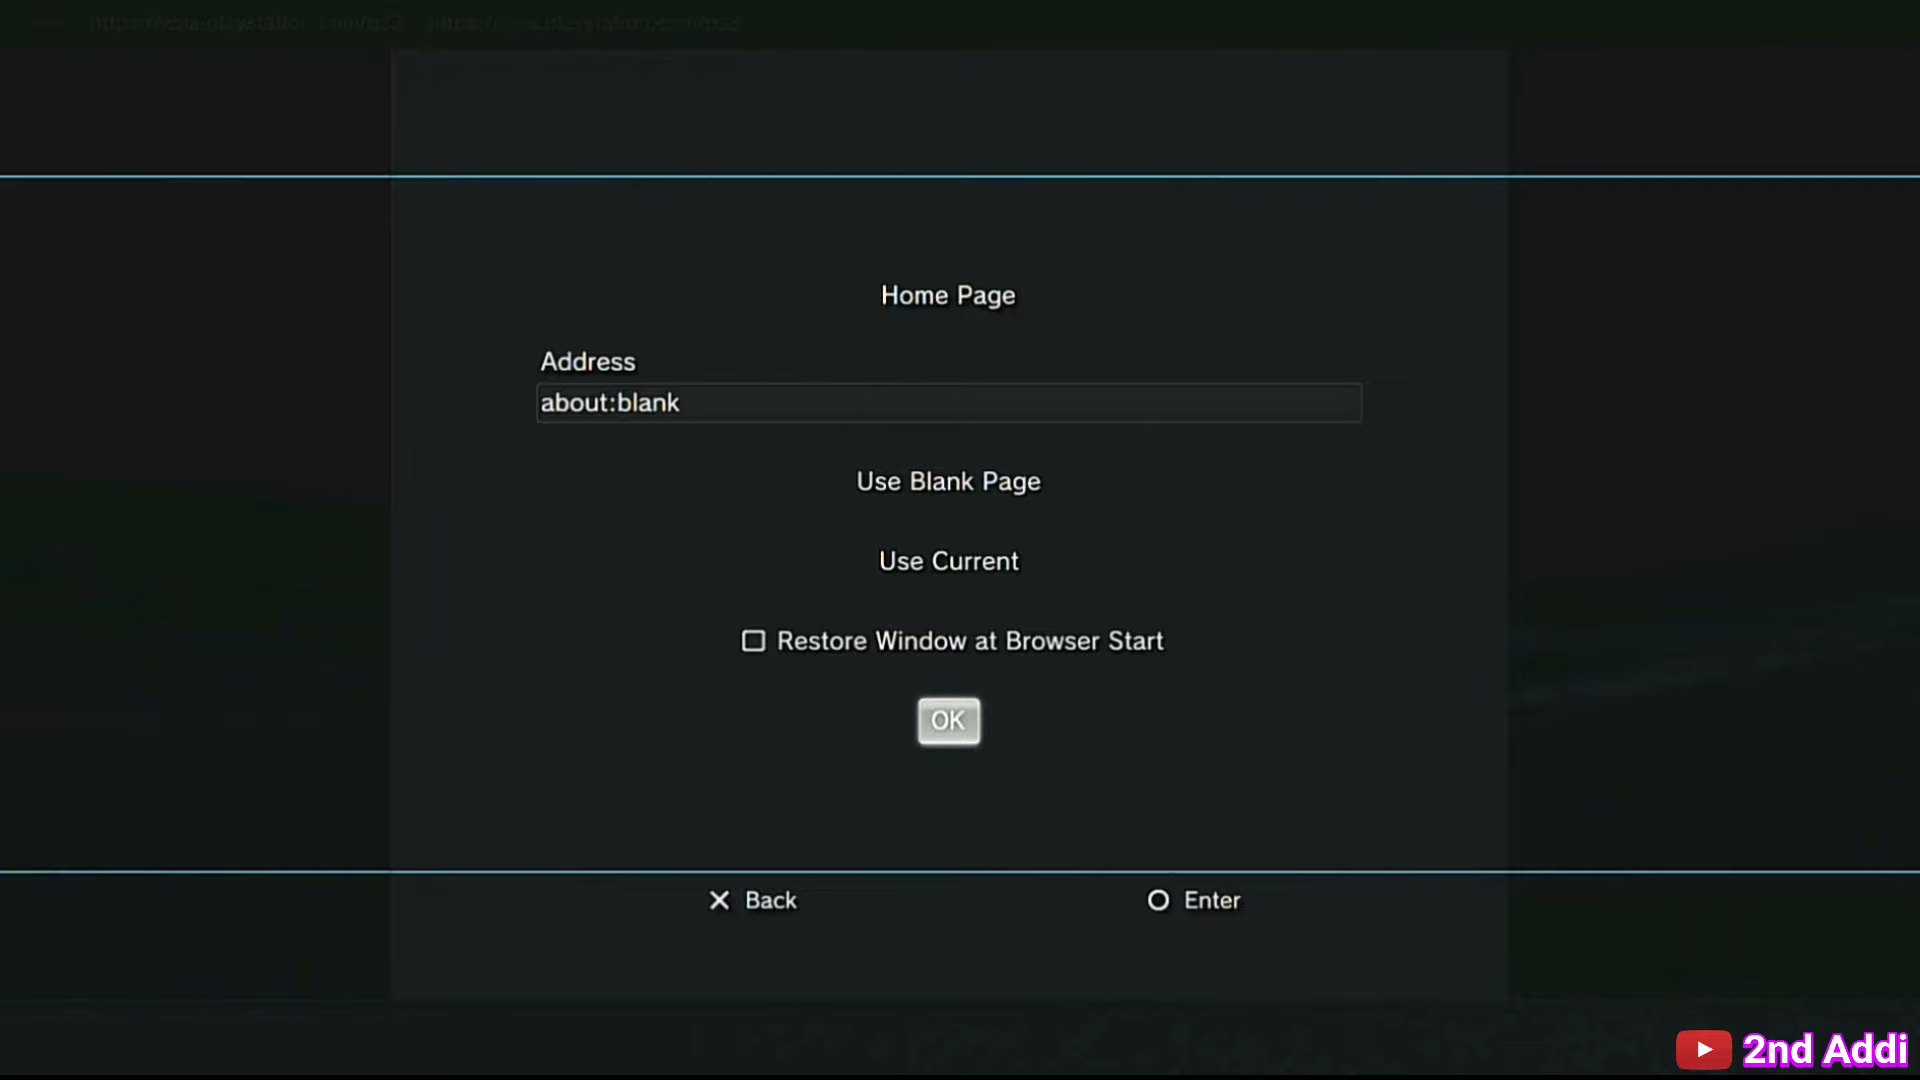 Home Page
Address
about:blank
Use Blank Page
Use Current
Restore Window at Browser Start
OK
Back
Enter
2nd Addi